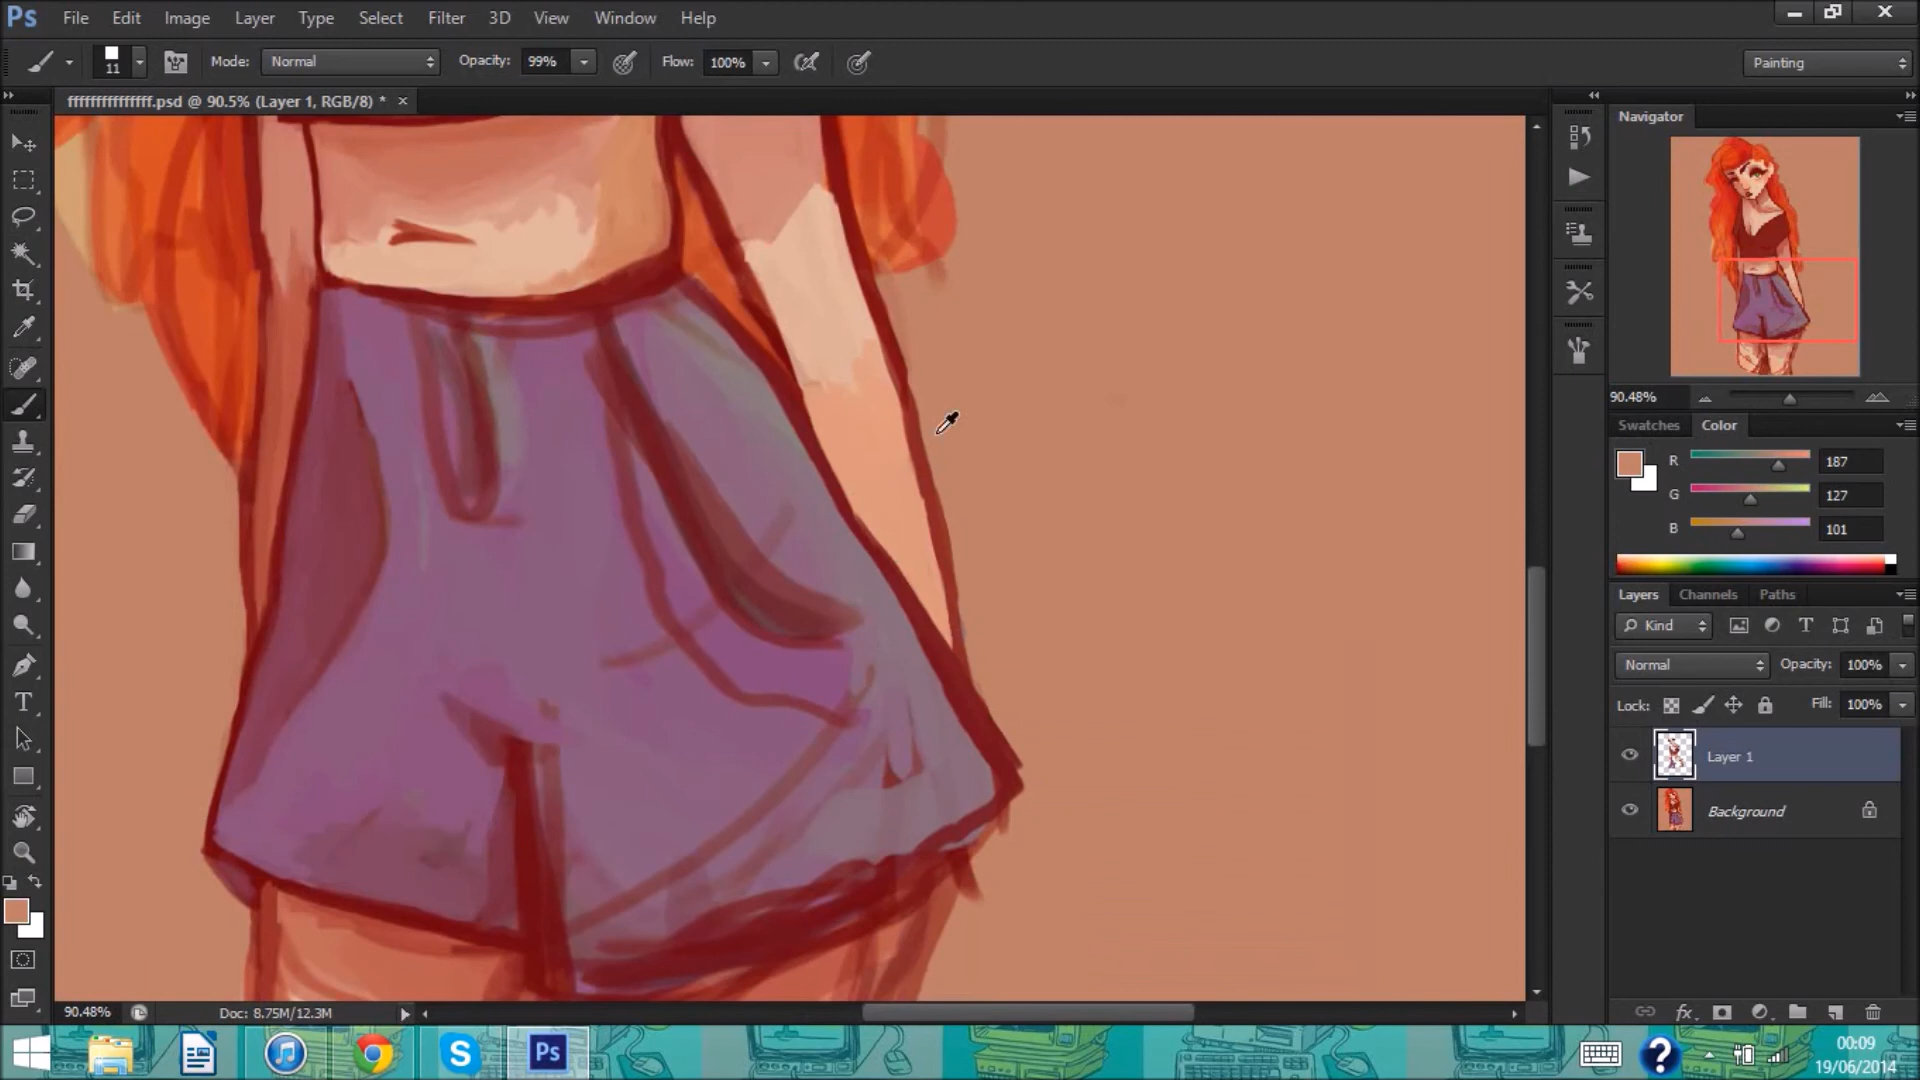 Ps File Edit Image Layer Type Select Filter 3D View Window Help
11 Mode: Normal Opacity: 99% Flow: 100% Painting
fffffffffffffff.psd @ 90.5% (Layer 1, RGB/8) *
Navigator
90.48%
Swatches Color
R 187
G 127
B 101
Layers Channels Paths
Kind
Normal Opacity: 100%
Lock: Fill: 100%
Layer 1
Background
fx
90.48% Doc: 8.75M/12.3M
S Ps ? 00:09
19/06/2014